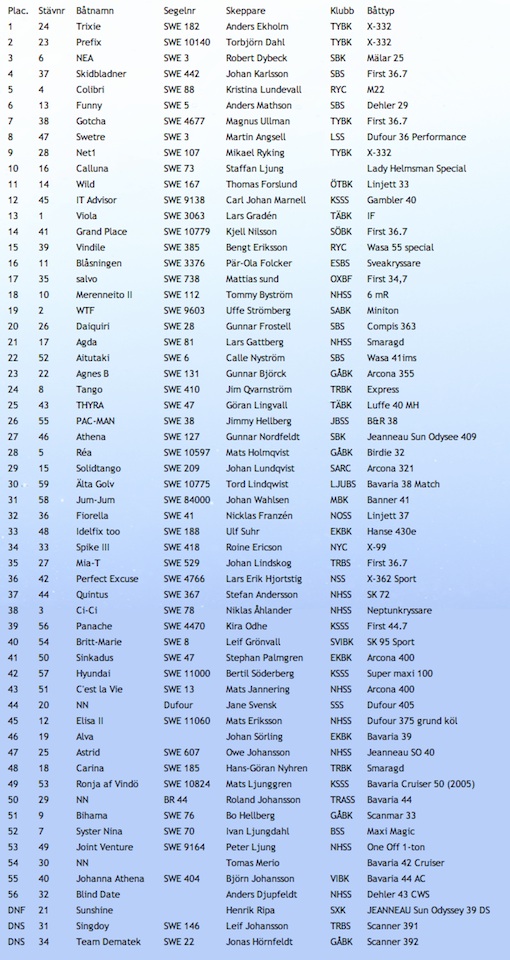 Plac. Stävnr Båtnamn Segelnr Skeppare Klubb Båttyp
1 24 Trixie SWE 182 Anders Ekholm TYBK X-332
2 23 Prefix SWE 10140 Torbjörn Dahl TYBK X-332
3 6 NEA SWE 3 Robert Dybeck SBK Mälar 25
4 37 Skidbladner SWE 442 Johan Karlsson SBS First 36.7
5 4 Colibri SWE 88 Kristina Lundevall RYC M22
6 13 Funny SWE 5 Anders Mathson SBS Dehler 29
7 38 Gotcha SWE 4677 Magnus Ullman TYBK First 36.7
8 47 Swetre SWE 3 Martin Angsell LSS Dufour 36 Performance
9 28 Net1 SWE 107 Mikael Ryking TYBK X-332
10 16 Calluna SWE 73 Staffan Ljung Lady Helmsman Special
11 14 Wild SWE 167 Thomas Forslund ÖTBK Linjett 33
12 45 IT Advisor SWE 9138 Carl Johan Marnell KSSS Gambler 40
13 1 Viola SWE 3063 Lars Gradén TÄBK IF
14 41 Grand Place SWE 10779 Kjell Nilsson SÖBK First 36.7
15 39 Vindile SWE 385 Bengt Eriksson RYC Wasa 55 special
16 11 Blåsningen SWE 3376 Pär-Ola Folcker ESBS Sveakryssare
17 35 salvo SWE 738 Mattias sund OXBF First 34,7
18 10 Merenneito II SWE 112 Tommy Byström NHSS 6 mR
19 2 WTF SWE 9603 Uffe Strömberg SABK Miniton
20 26 Daiquiri SWE 28 Gunnar Frostell SBS Compis 363
21 17 Agda SWE 81 Lars Gattberg NHSS Smaragd
22 52 Aitutaki SWE 6 Calle Nyström SBS Wasa 41ims
23 22 Agnes B SWE 131 Gunnar Björck GÅBK Arcona 355
24 8 Tango SWE 410 Jim Qvarnström TRBK Express
25 43 THYRA SWE 47 Göran Lingvall TÄBK Luffe 40 MH
26 55 PAC-MAN SWE 38 Jimmy Hellberg JBSS B&R 38
27 46 Athena SWE 127 Gunnar Nordfeldt SBK Jeanneau Sun Odysee 409
28 5 Réa SWE 10597 Mats Holmqvist GÅBK Birdie 32
29 15 Solidtango SWE 209 Johan Lundqvist SARC Arcona 321
30 59 Älta Golv SWE 10775 Tord Lindqwist LJUBS Bavaria 38 Match
31 58 Jum-Jum SWE 84000 Johan Wahlsen MBK Banner 41
32 36 Fiorella SWE 41 Nicklas Franzén NOSS Linjett 37
33 48 Idelfix too SWE 188 Ulf Suhr EKBK Hanse 430e
34 33 Spike III SWE 418 Roine Ericson NYC X-99
35 27 Mia-T SWE 529 Johan Lindskog TRBS First 36.7
36 42 Perfect Excuse SWE 4766 Lars Erik Hjortstig NSS X-362 Sport
37 44 Quintus SWE 367 Stefan Andersson NHSS SK 72
38 3 Ci-Ci SWE 78 Niklas Åhlander NHSS Neptunkryssare
39 56 Panache SWE 4470 Kira Odhe KSSS First 44.7
40 54 Britt-Marie SWE 8 Leif Grönvall SVIBK SK 95 Sport
41 50 Sinkadus SWE 47 Stephan Palmgren EKBK Arcona 400
42 57 Hyundai SWE 11000 Bertil Söderberg KSSS Super maxi 100
43 51 C'est la Vie SWE 13 Mats Jannering NHSS Arcona 400
44 20 NN Dufour Jane Svensk SSS Dufour 405
45 12 Elisa II SWE 11060 Mats Eriksson NHSS Dufour 375 grund köl
46 19 Alva Johan Sörling EKBK Bavaria 39
47 25 Astrid SWE 607 Owe Johansson NHSS Jeanneau SO 40
48 18 Carina SWE 185 Hans-Göran Nyhren TRBK Smaragd
49 53 Ronja af Vindö SWE 10824 Mats Ljunggren KSSS Bavaria Cruiser 50 (2005)
50 29 NN BR 44 Roland Johansson TRASS Bavaria 44
51 9 Bihama SWE 76 Bo Hellberg GÅBK Scanmar 33
52 7 Syster Nina SWE 70 Ivan Ljungdahl BSS Maxi Magic
53 49 Joint Venture SWE 9164 Peter Ljung NHSS One Off 1-ton
54 30 NN Tomas Merio Bavaria 42 Cruiser
55 40 Johanna Athena SWE 404 Björn Johansson VIBK Bavaria 44 AC
56 32 Blind Date Anders Djupfeldt NHSS Dehler 43 CWS
DNF 21 Sunshine Henrik Ripa SXK JEANNEAU Sun Odyssey 39 DS
DNS 31 Singdoy SWE 146 Leif Johansson TRBS Scanner 391
DNS 34 Team Dematek SWE 22 Jonas Hörnfeldt GÅBK Scanner 392